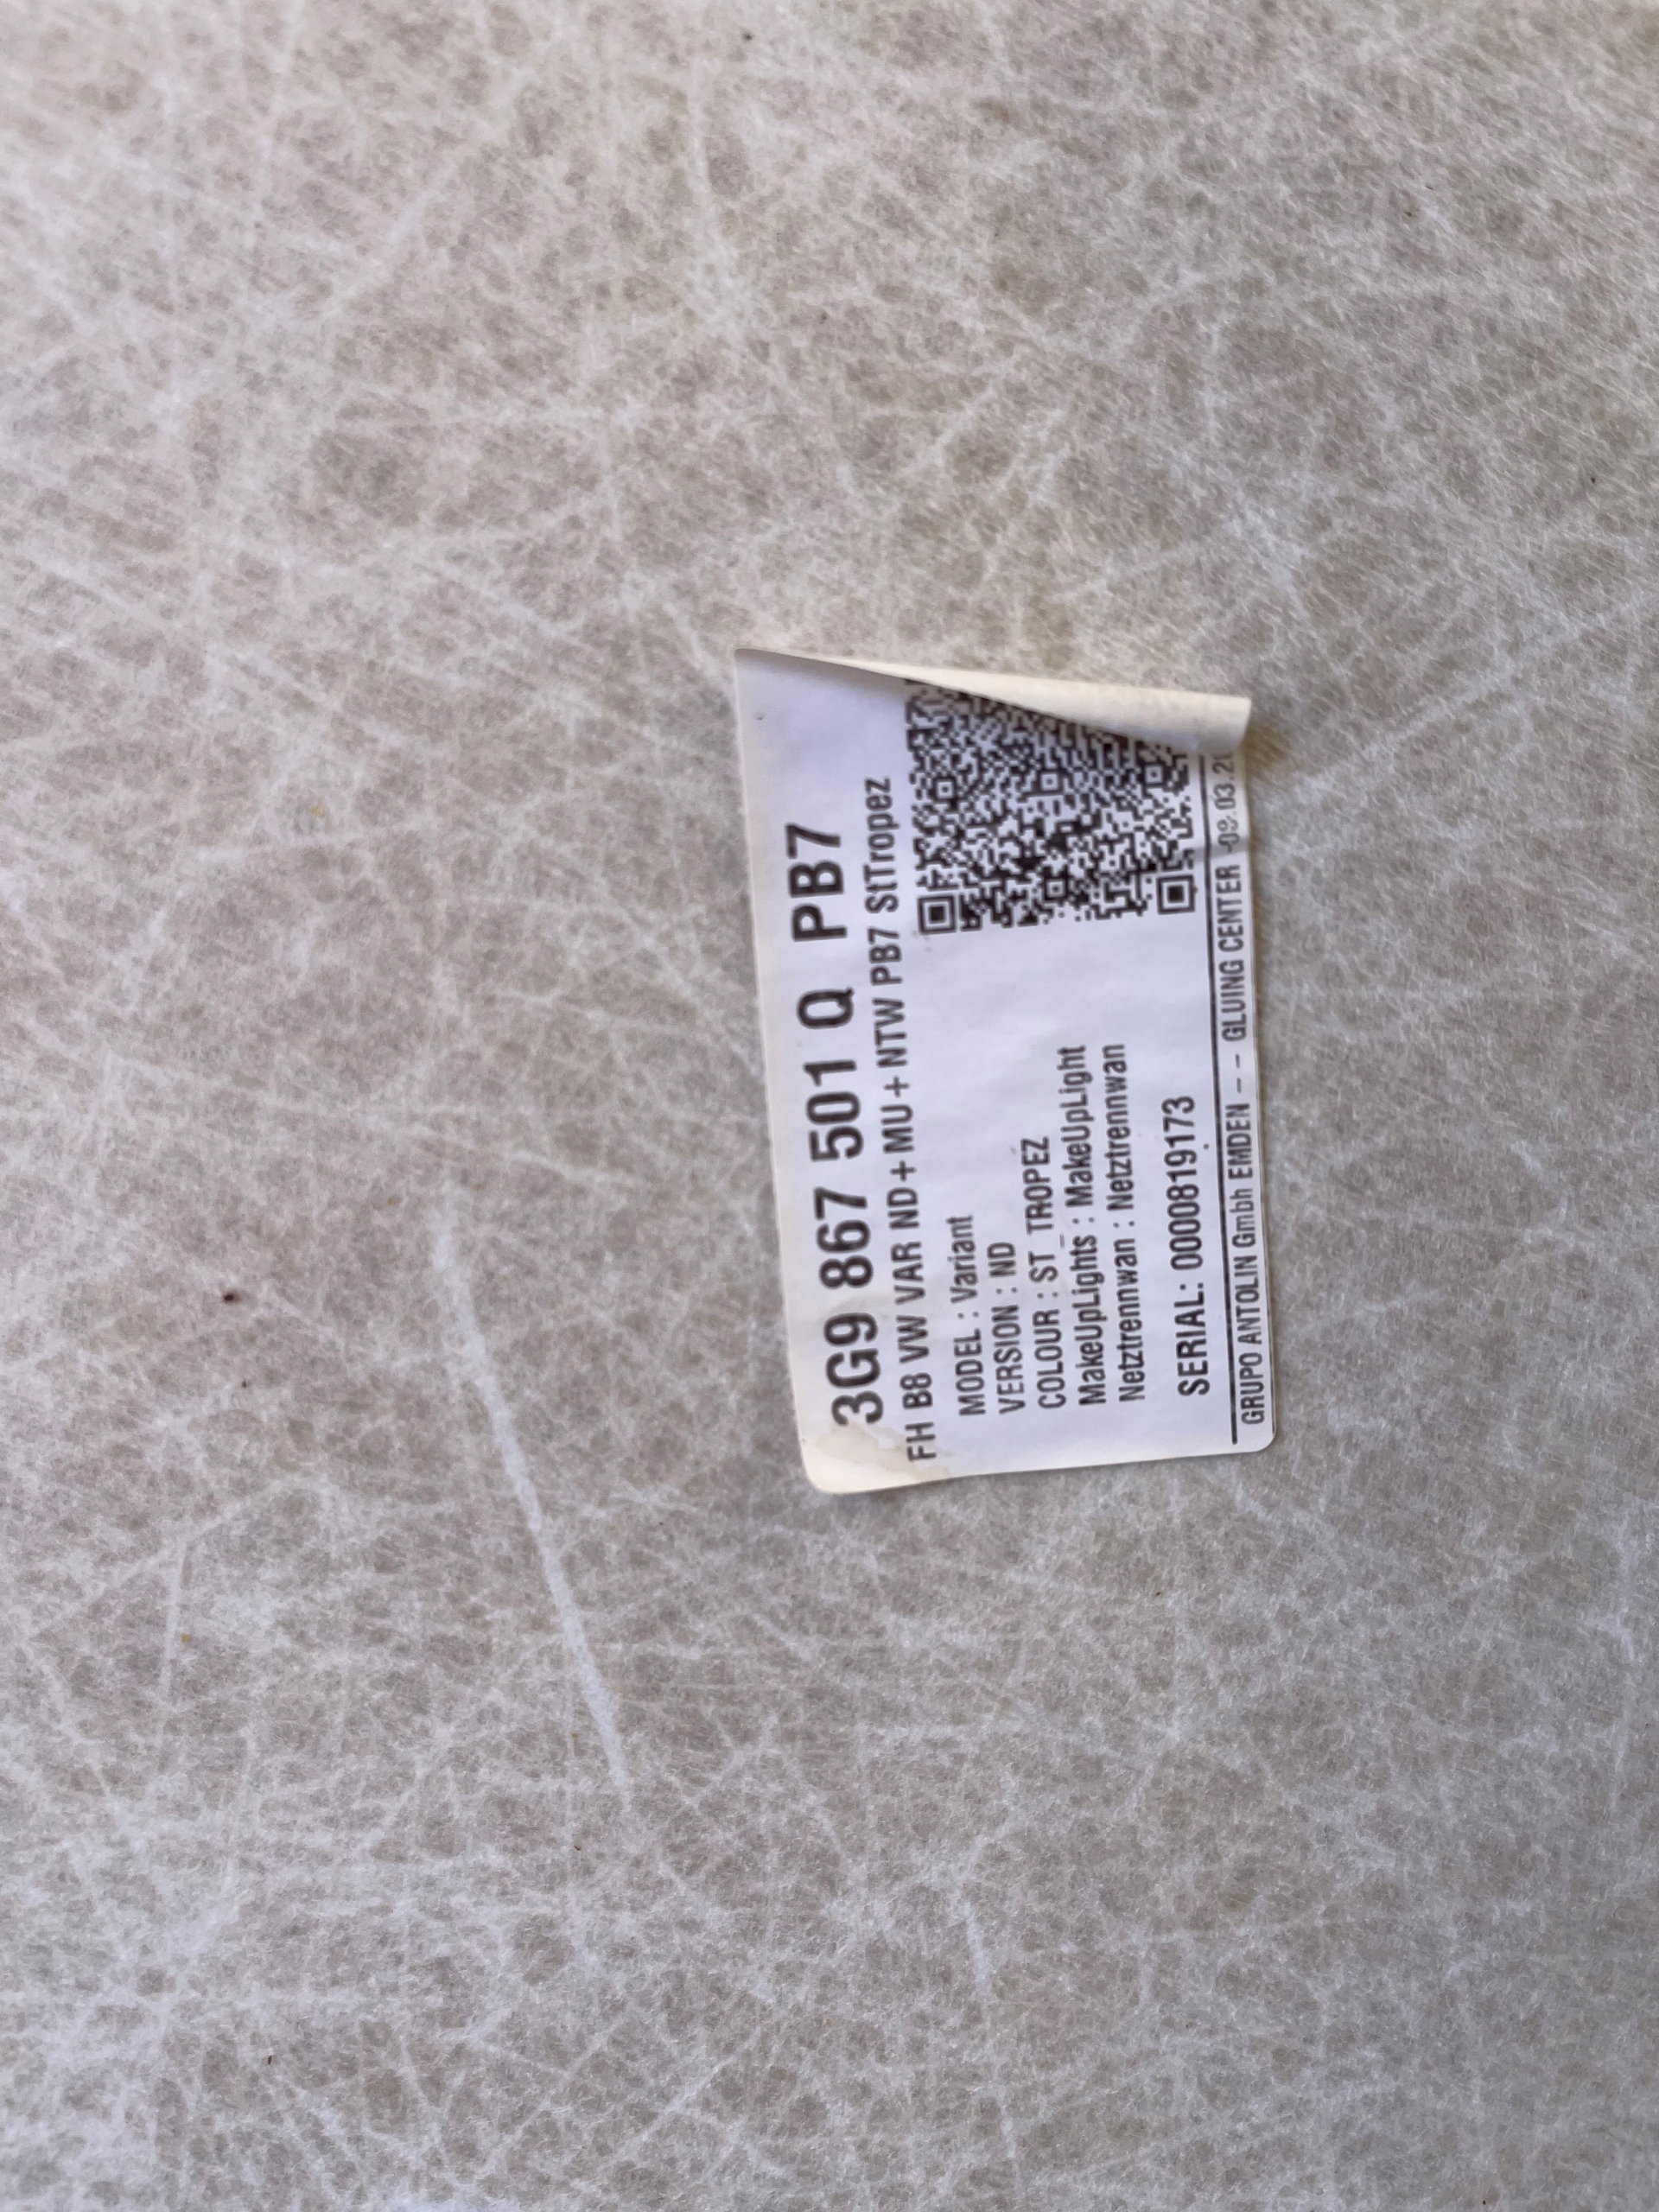 3G9 867 501 Q PB7
FH B8 VW VAR ND+MU+NTW PB7 StTropez
MODEL : Variant
VERSION : ND
COLOUR : ST_TROPEZ
MakeUpLights : MakeUpLight
Netztrennwan : Netztrennwan
SERIAL: 0000819173
GRUPO ANTOLIN Gmbh EMDEN - - GLUING CENTER